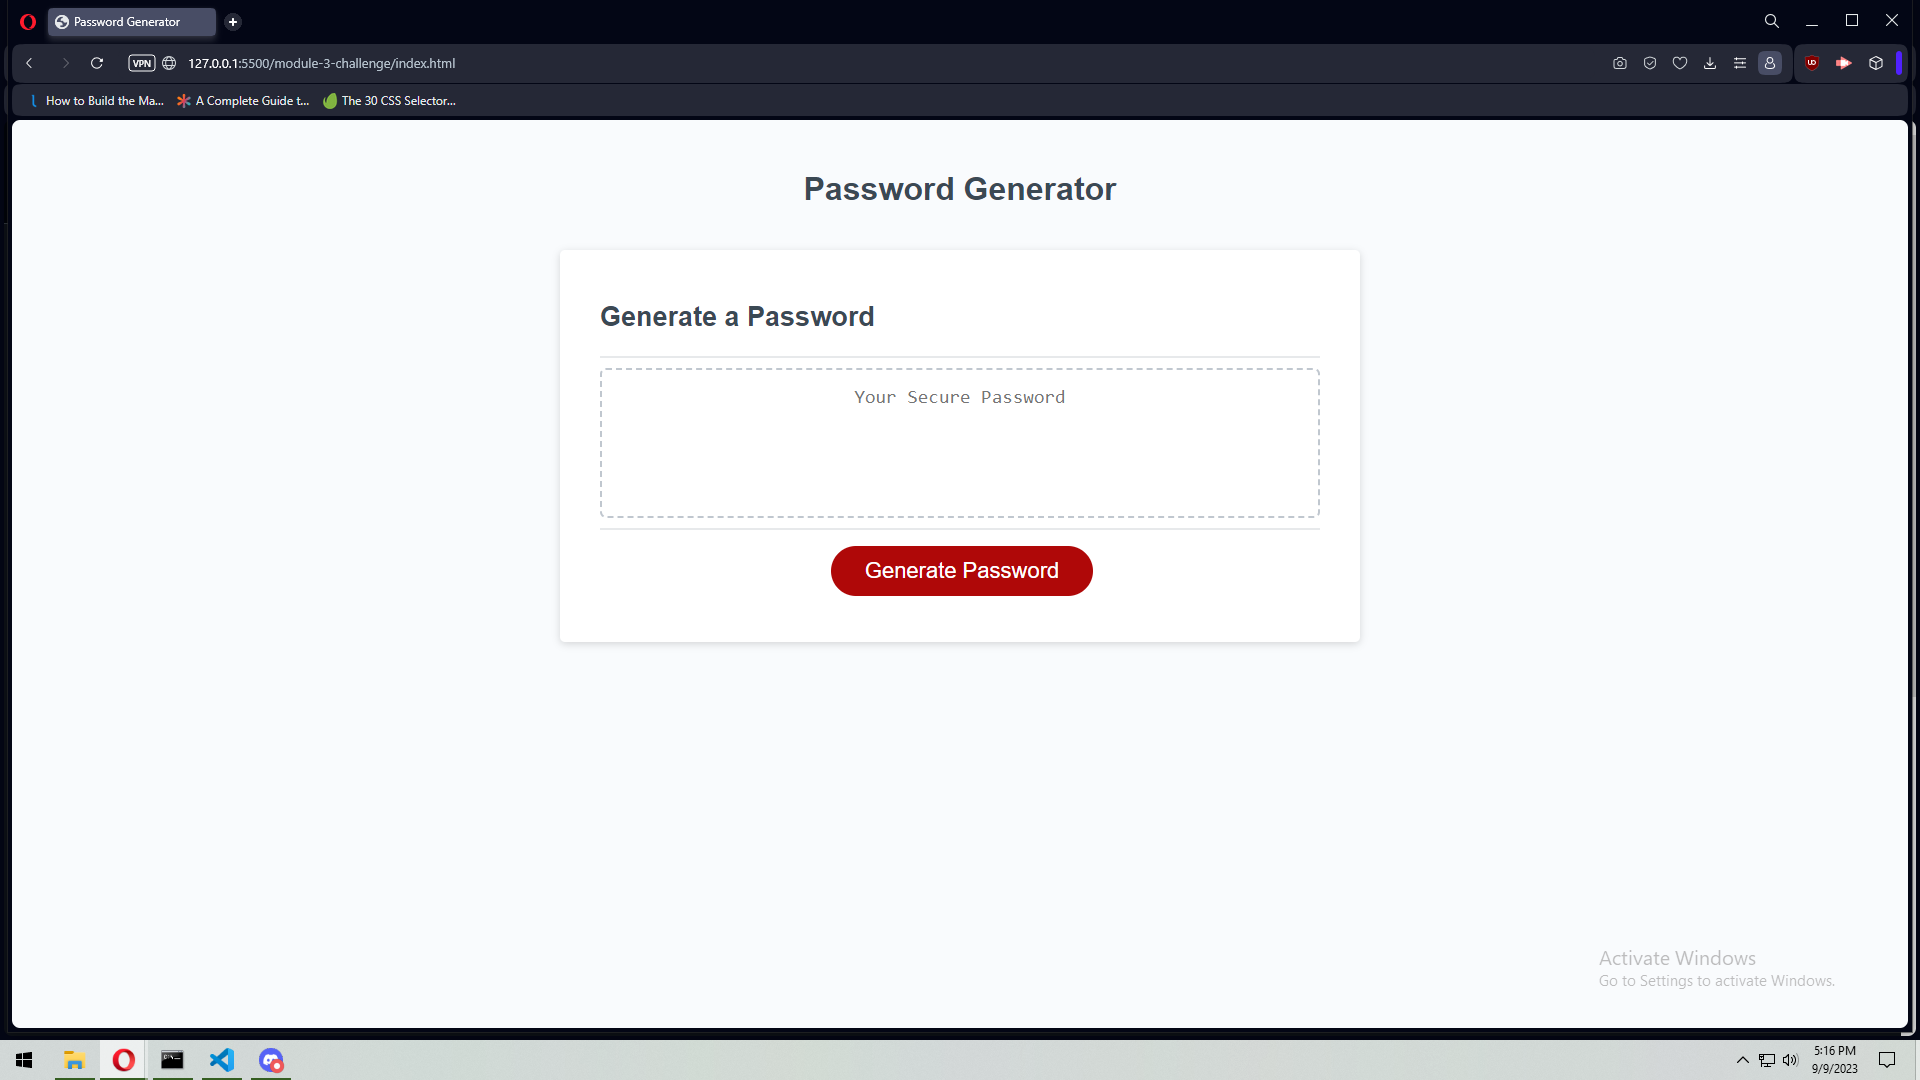 Password Generator
VPN
127.0.0.1:5500/module-3-challenge/index.html
How to Build the Ma...
A Complete Guide t...
The 30 CSS Selector...
Password Generator
Generate a Password
Your Secure Password
Generate Password
Activate Windows
Go to Settings to activate Windows.
5:16 PM
9/9/2023